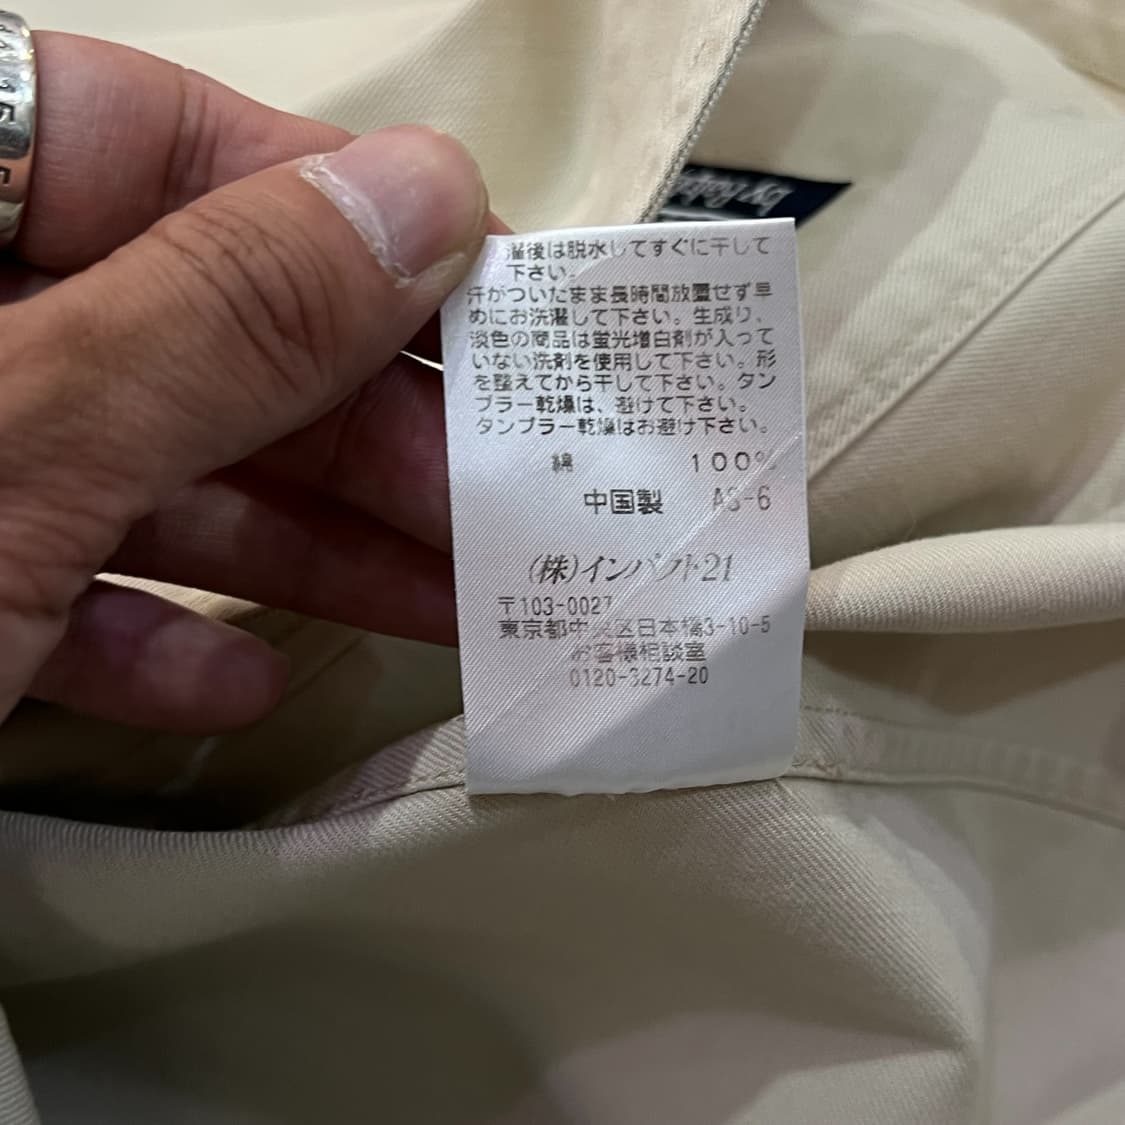 濯後は脱水してすぐに干して
下さい。
汗がついたまま長時間放置せず早
めにお洗濯して下さい。生成り、
淡色の商品は蛍光増白剤が入って
いない洗剤を使用して下さい。形
を整えてから干して下さい。タン
ブラー乾燥は、避けて下さい。
タンブラー乾燥はお避け下さい。
綿 100%
中国製 AS-6
(株)インパクト21
〒103-0027
東京都中央区日本橋3-10-5
お客様相談室
0120-3274-20
by Ralph